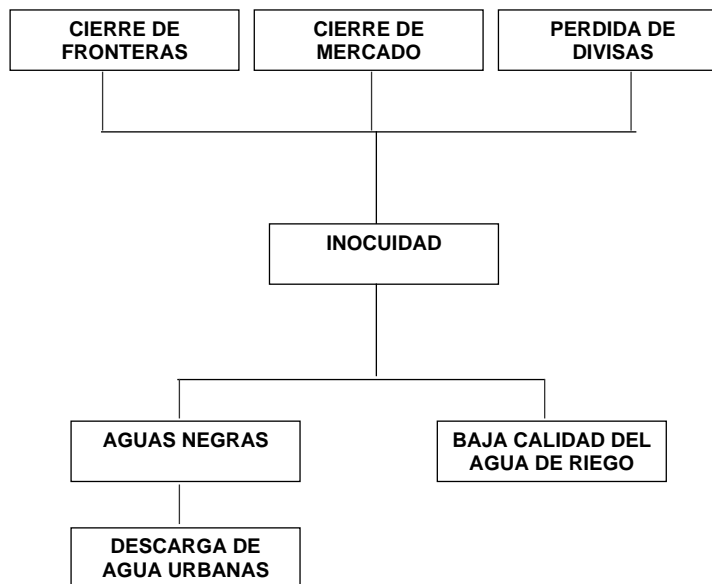 CIERRE DE
FRONTERAS
CIERRE DE
MERCADO
PERDIDA DE
DIVISAS
INOCUIDAD
AGUAS NEGRAS
BAJA CALIDAD DEL
AGUA DE RIEGO
DESCARGA DE
AGUA URBANAS